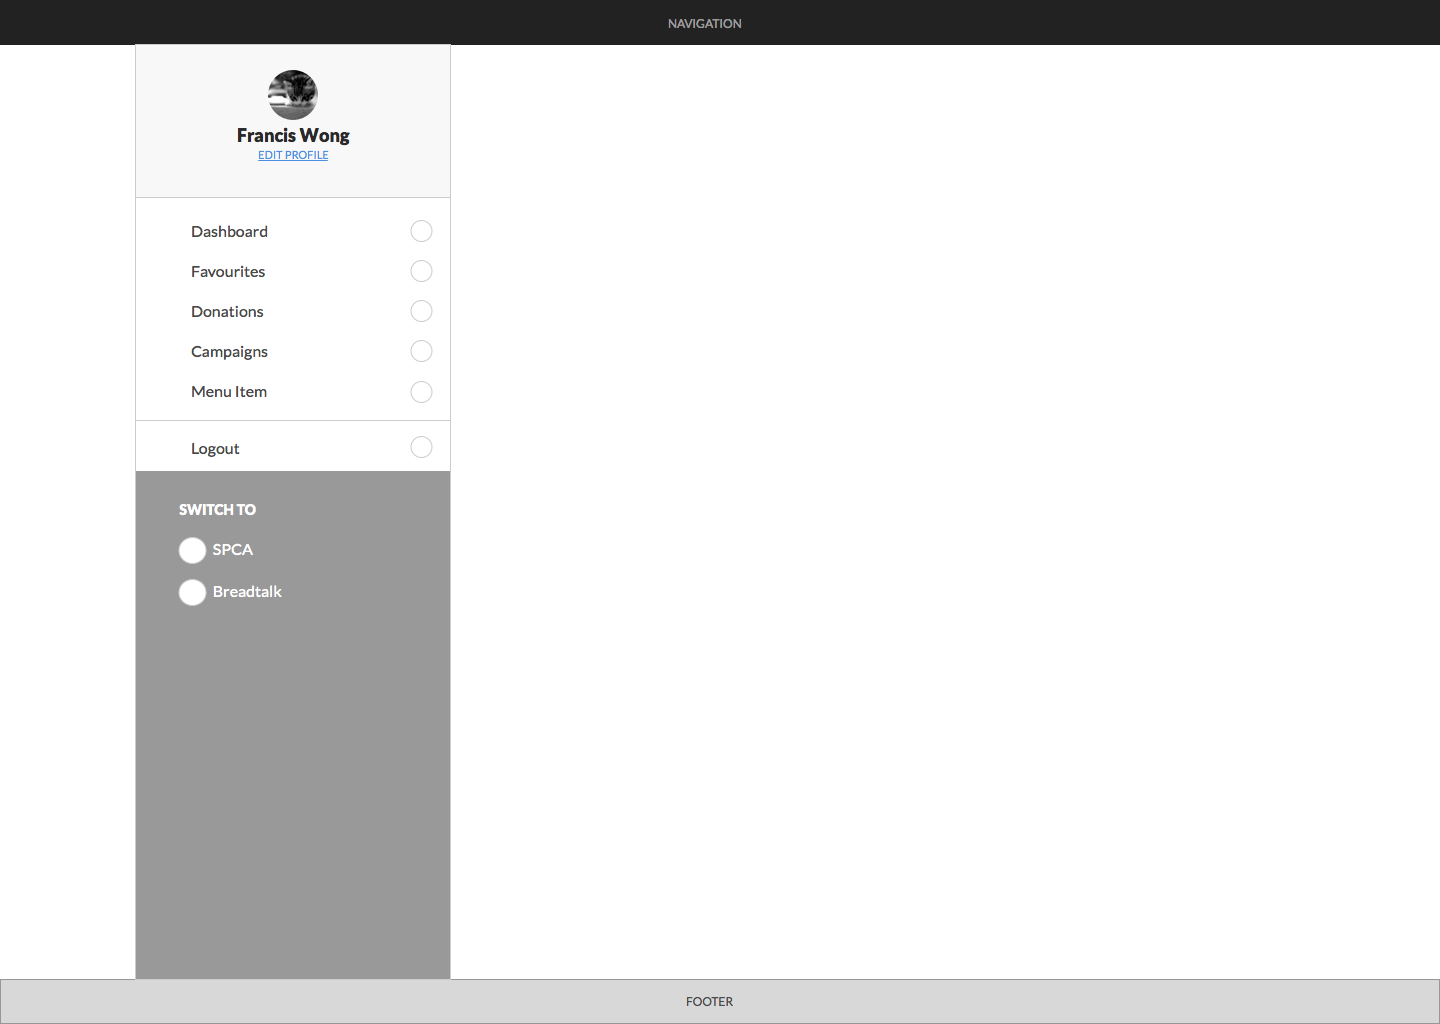 NAVIGATION
Francis Wong
EDIT PROFILE
Dashboard
Favourites
Donations
Campaigns
Menu Item
Logout
SWITCH TO
SPCA
Breadtalk
FOOTER